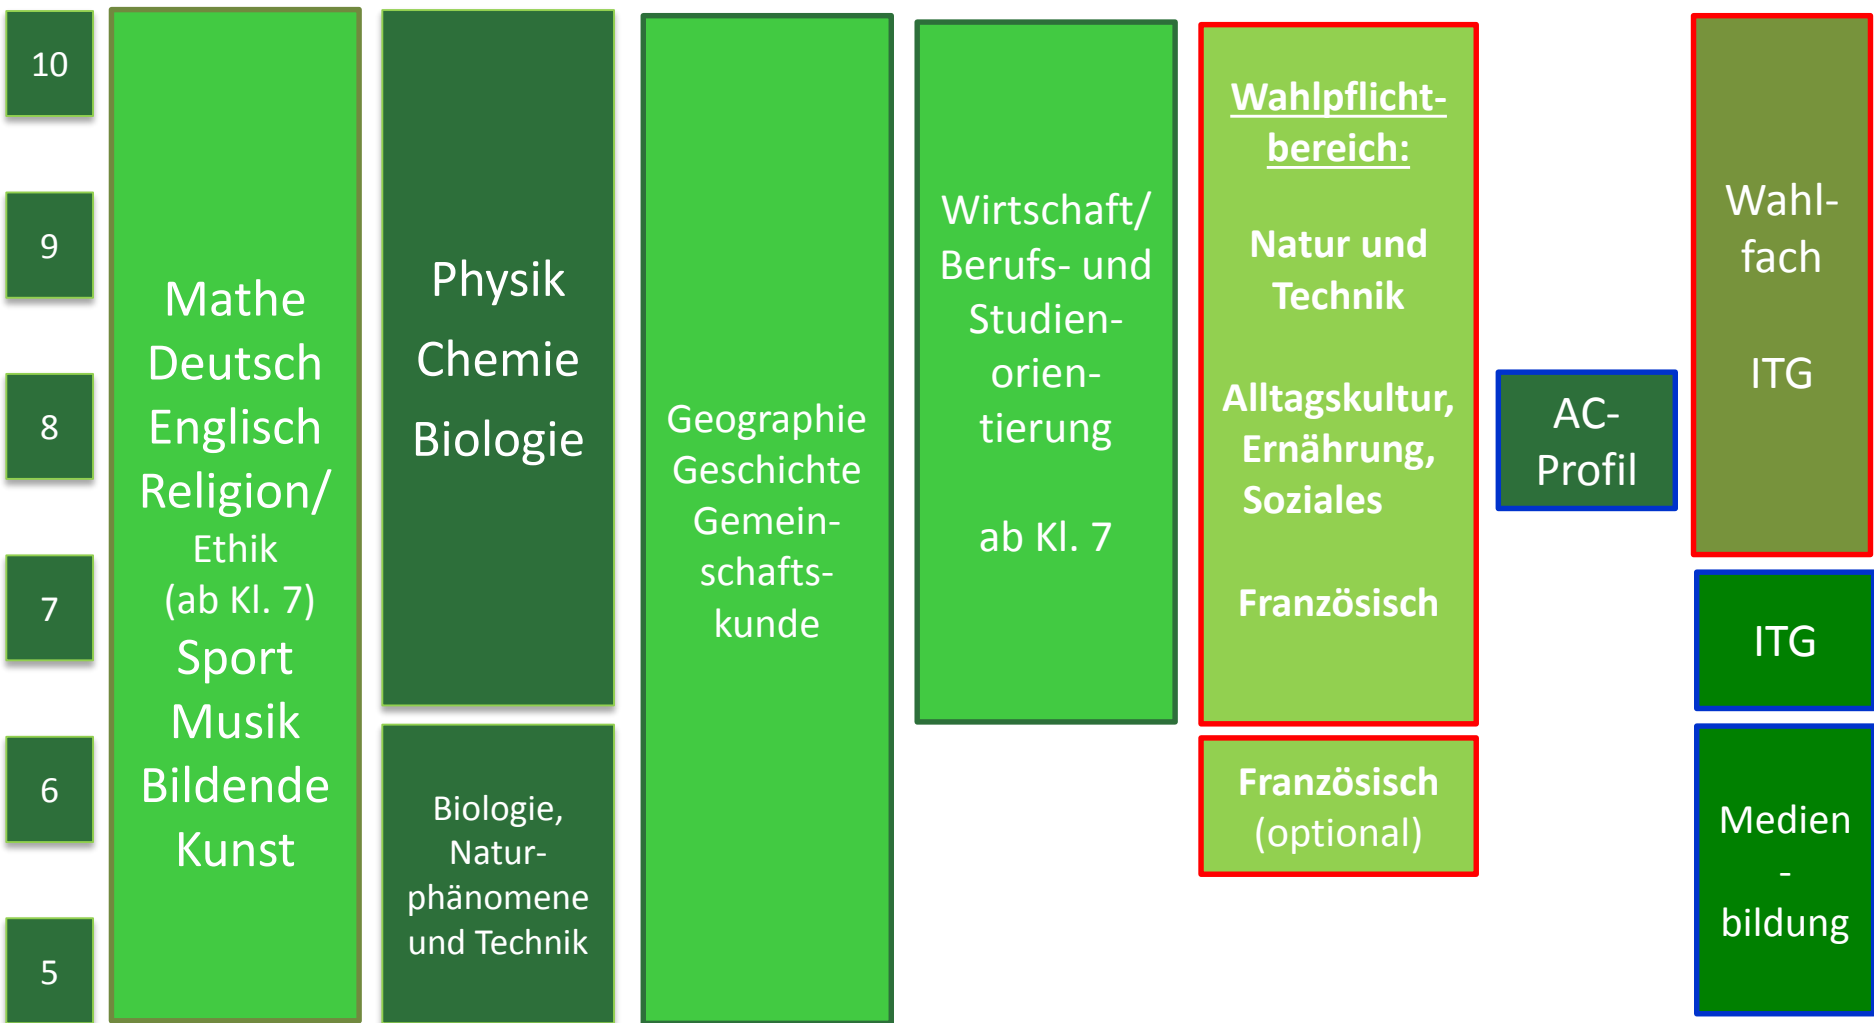 10
9
8
7
6
5
Mathe
Deutsch
Englisch
Religion/
Ethik
(ab Kl. 7)
Sport
Musik
Bildende
Kunst
Physik
Chemie
Biologie
Biologie,
Natur-
phänomene
und Technik
Geographie
Geschichte
Gemein-
schafts-
kunde
Wirtschaft/
Berufs- und
Studien-
orien-
tierung
ab Kl. 7
Wahlpflicht-
bereich:
Natur und
Technik
Alltagskultur,
Ernährung,
Soziales
Französisch
Französisch
(optional)
AC-
Profil
Wahl-
fach
ITG
ITG
Medien
-
bildung